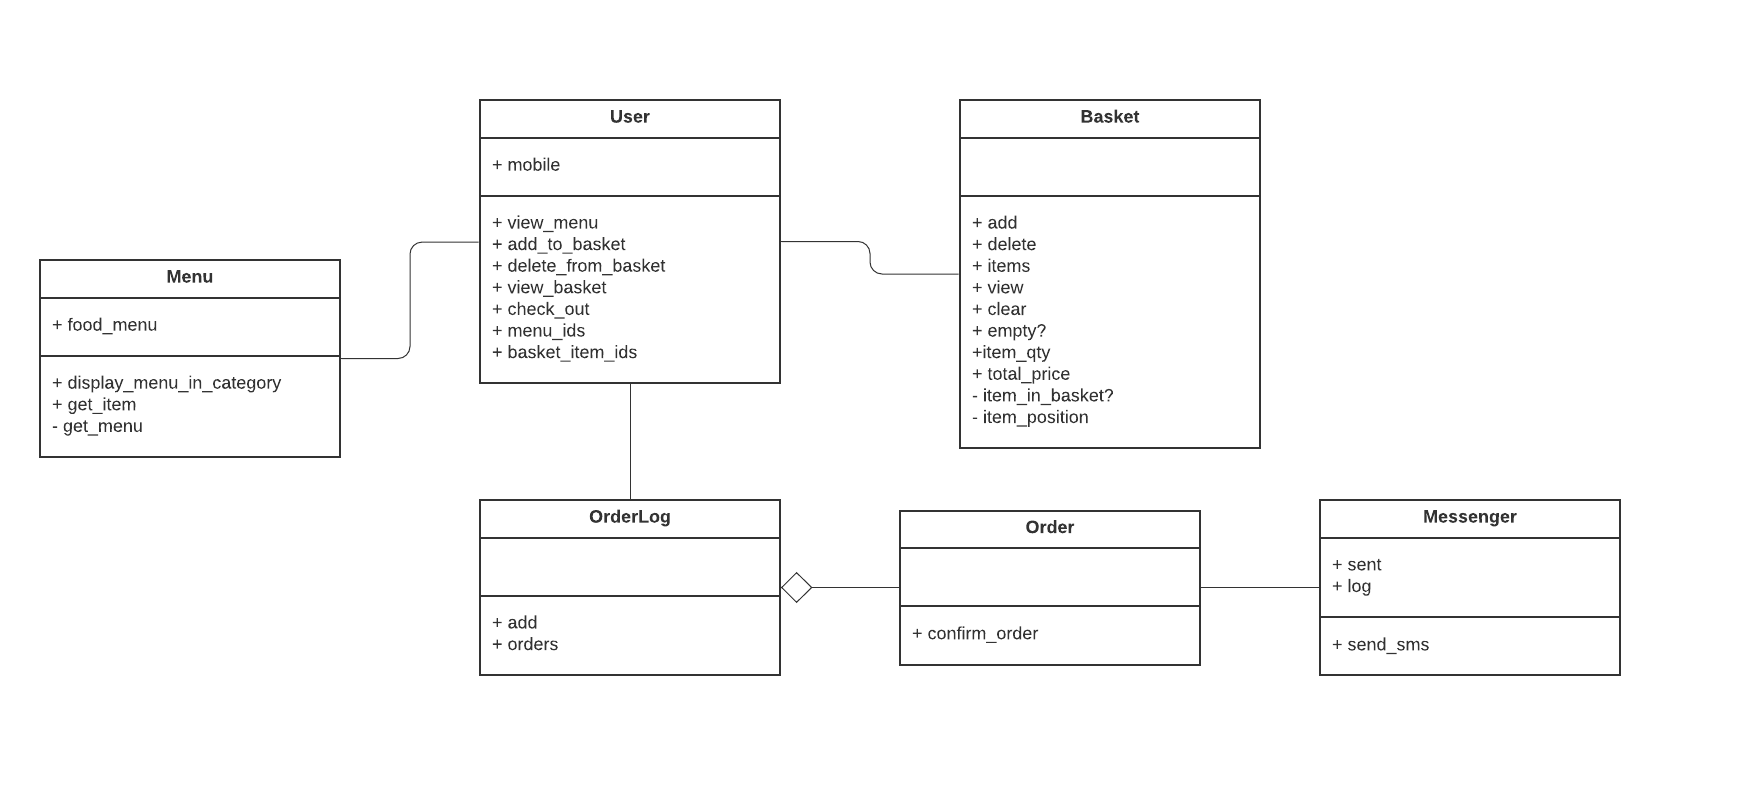 User
+ mobile
+ view_menu
+ add_to_basket
+ delete_from_basket
+ view_basket
+ check_out
+ menu_ids
+ basket_item_ids
Basket
+ add
+ delete
+ items
+ view
+ clear
+ empty?
+item_qty
+ total_price
- item_in_basket?
- item_position
Menu
+ food_menu
+ display_menu_in_category
+ get_item
- get_menu
OrderLog
+ add
+ orders
Order
+ confirm_order
Messenger
+ sent
+ log
+ send_sms